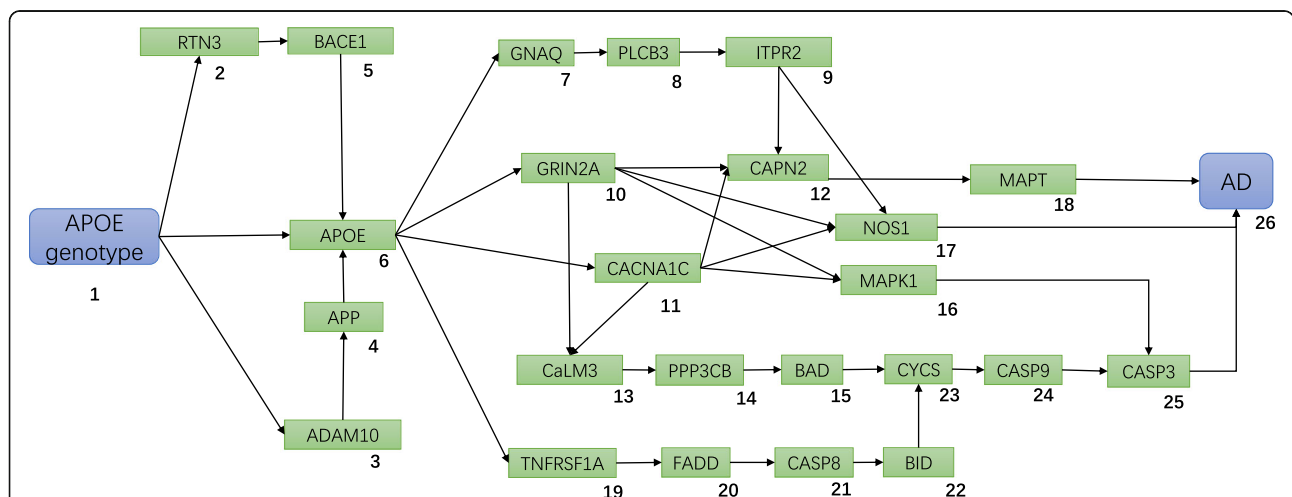 RTN3
2
BACE1
5
GNAQ
7
PLCB3
8
ITPR2
9
GRIN2A
10
CAPN2
12
MAPT
18
AD
26
APOE
genotype
1
APOE
6
NOS1
17
CACNA1C
11
MAPK1
16
APP
4
CaLM3
13
PPP3CB
14
BAD
15
CYCS
23
CASP9
24
CASP3
25
ADAM10
3
TNFRSF1A
19
FADD
20
CASP8
21
BID
22